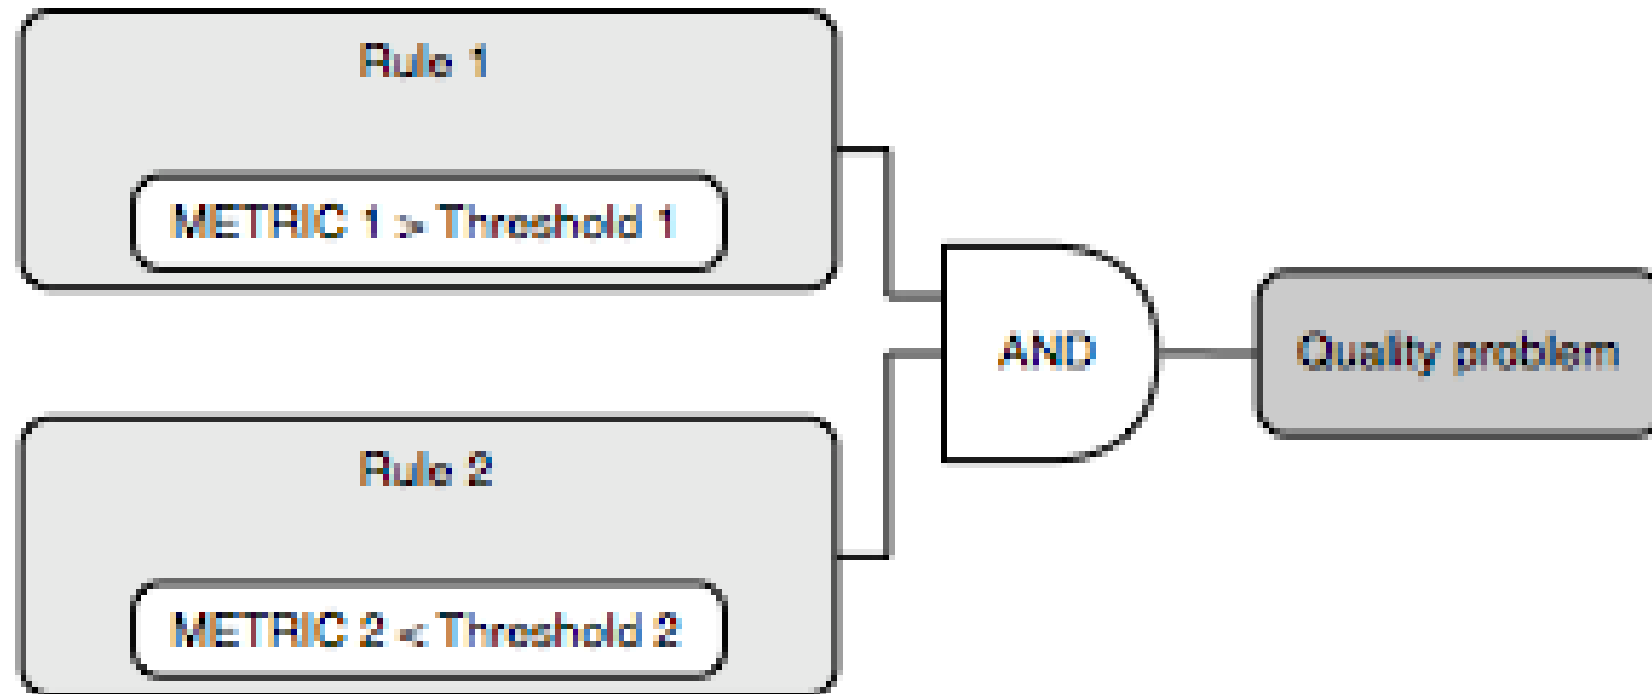 Rule 1
METRIC 1 > Threshold 1
AND
Quality problem
Rule 2
METRIC 2 < Threshold 2